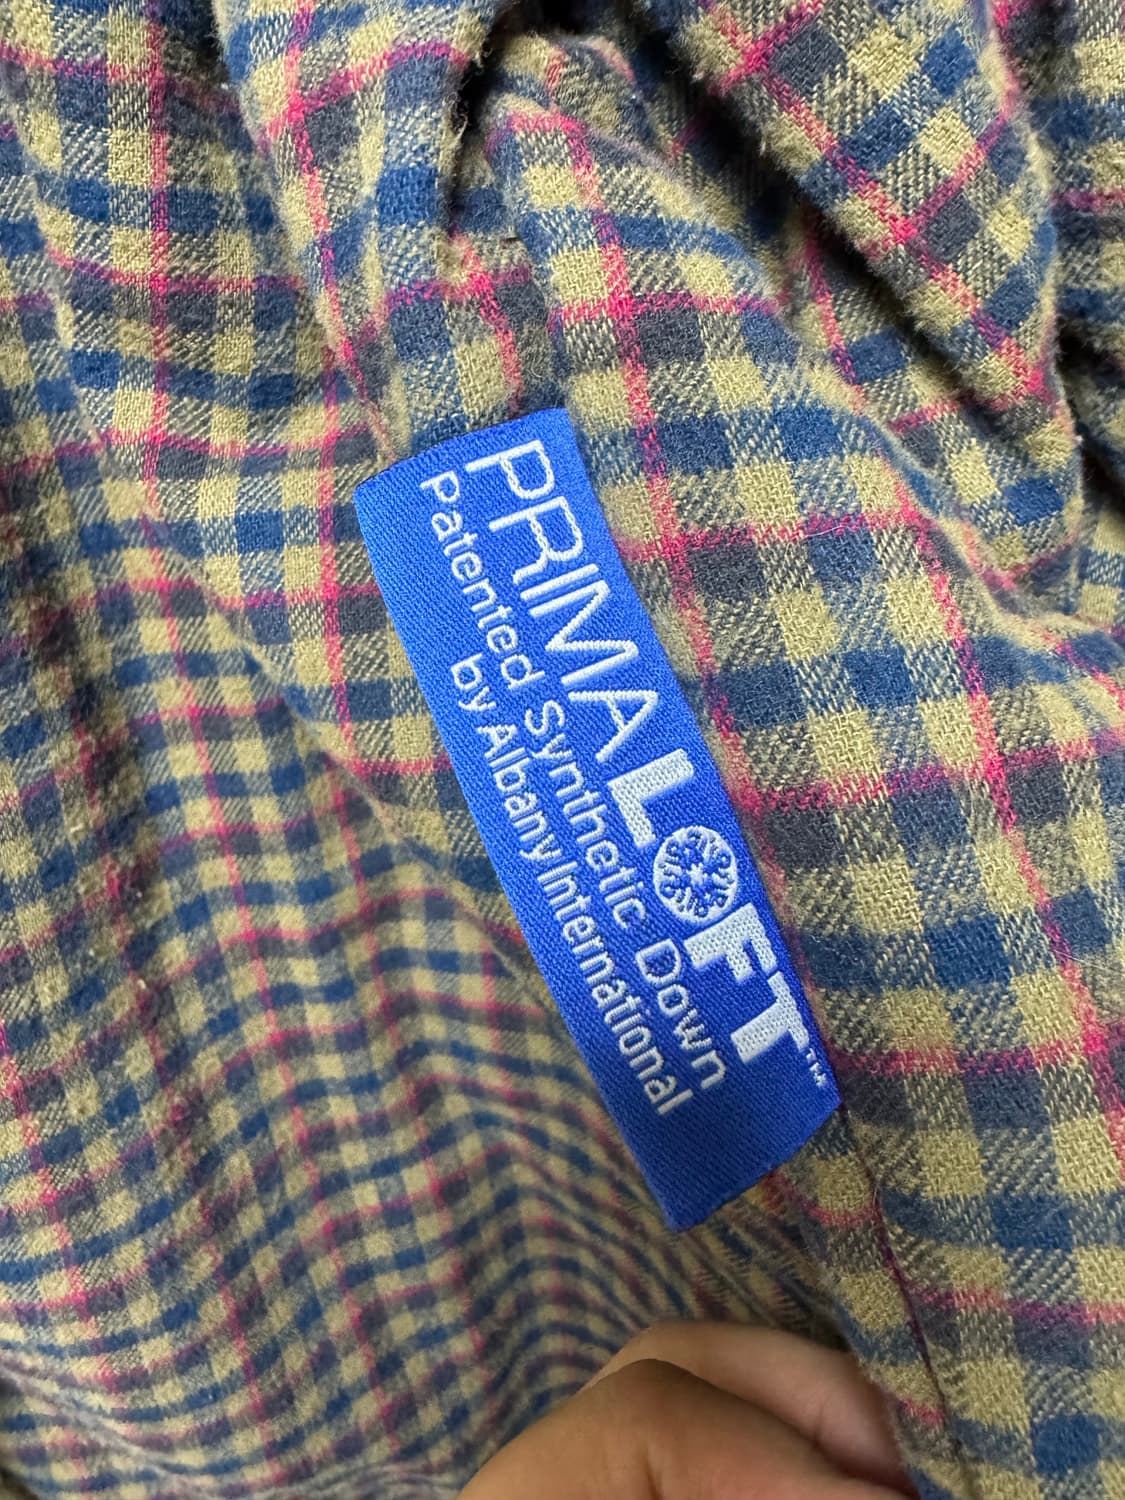 PRIMALOFT™
Patented Synthetic Down
by Albany International